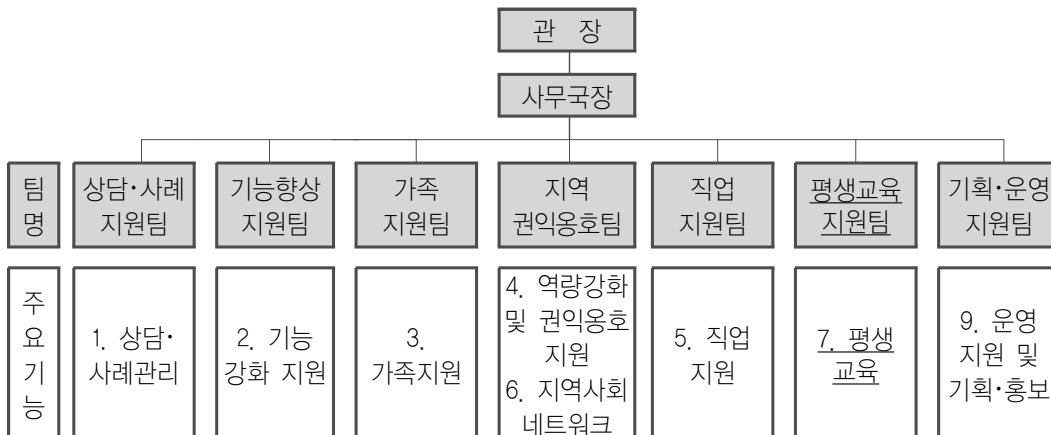 관 장
사무국장
팀
명
상담·사례
지원팀
기능향상
지원팀
가족
지원팀
지역
권익옹호팀
직업
지원팀
평생교육
지원팀
기획·운영
지원팀
주
요
기
능
1. 상담·
사례관리
2. 기능
강화 지원
3.
가족지원
4. 역량강화
및 권익옹호
지원
6. 지역사회
네트워크
5. 직업
지원
7. 평생
교육
9. 운영
지원 및
기획·홍보